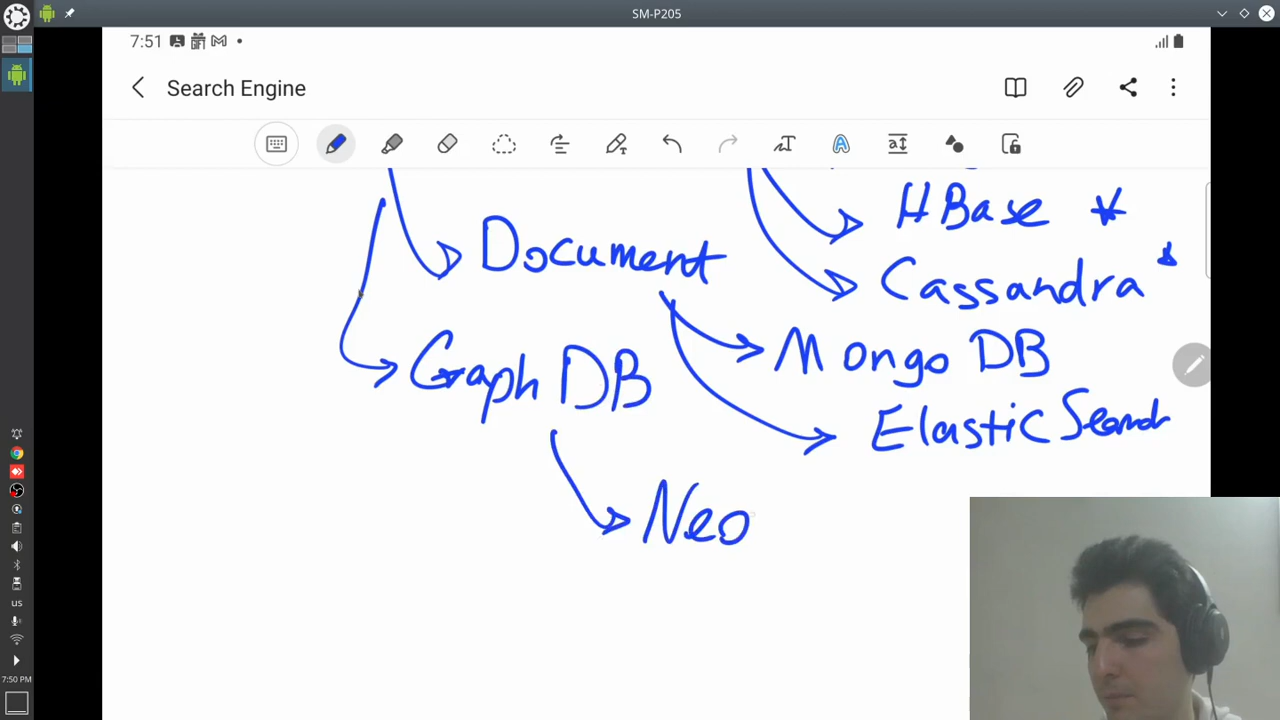 SM-P205
7:51
Search Engine
HBase *
Document
Cassandra *
Mongo DB
Graph DB
Elastic Search
Neo
us
7:50 PM